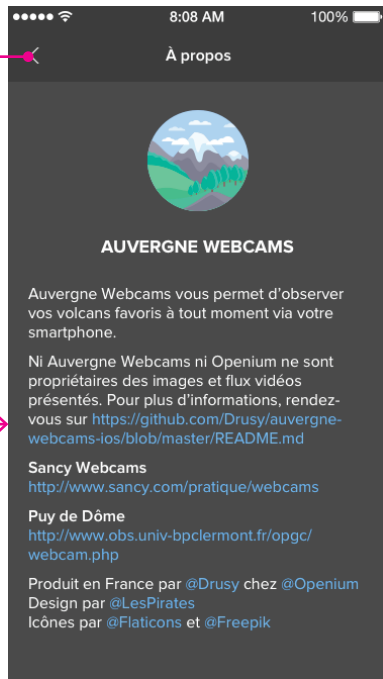 8:08 AM 100%
À propos
AUVERGNE WEBCAMS
Auvergne Webcams vous permet d’observer
vos volcans favoris à tout moment via votre
smartphone.
Ni Auvergne Webcams ni Openium ne sont
propriétaires des images et flux vidéos
présentés. Pour plus d’informations, rendez-
vous sur https://github.com/Drusy/auvergne-
webcams-ios/blob/master/README.md
Sancy Webcams
http://www.sancy.com/pratique/webcams
Puy de Dôme
http://www.obs.univ-bpclermont.fr/opgc/
webcam.php
Produit en France par @Drusy chez @Openium
Design par @LesPirates
Icônes par @Flaticons et @Freepik